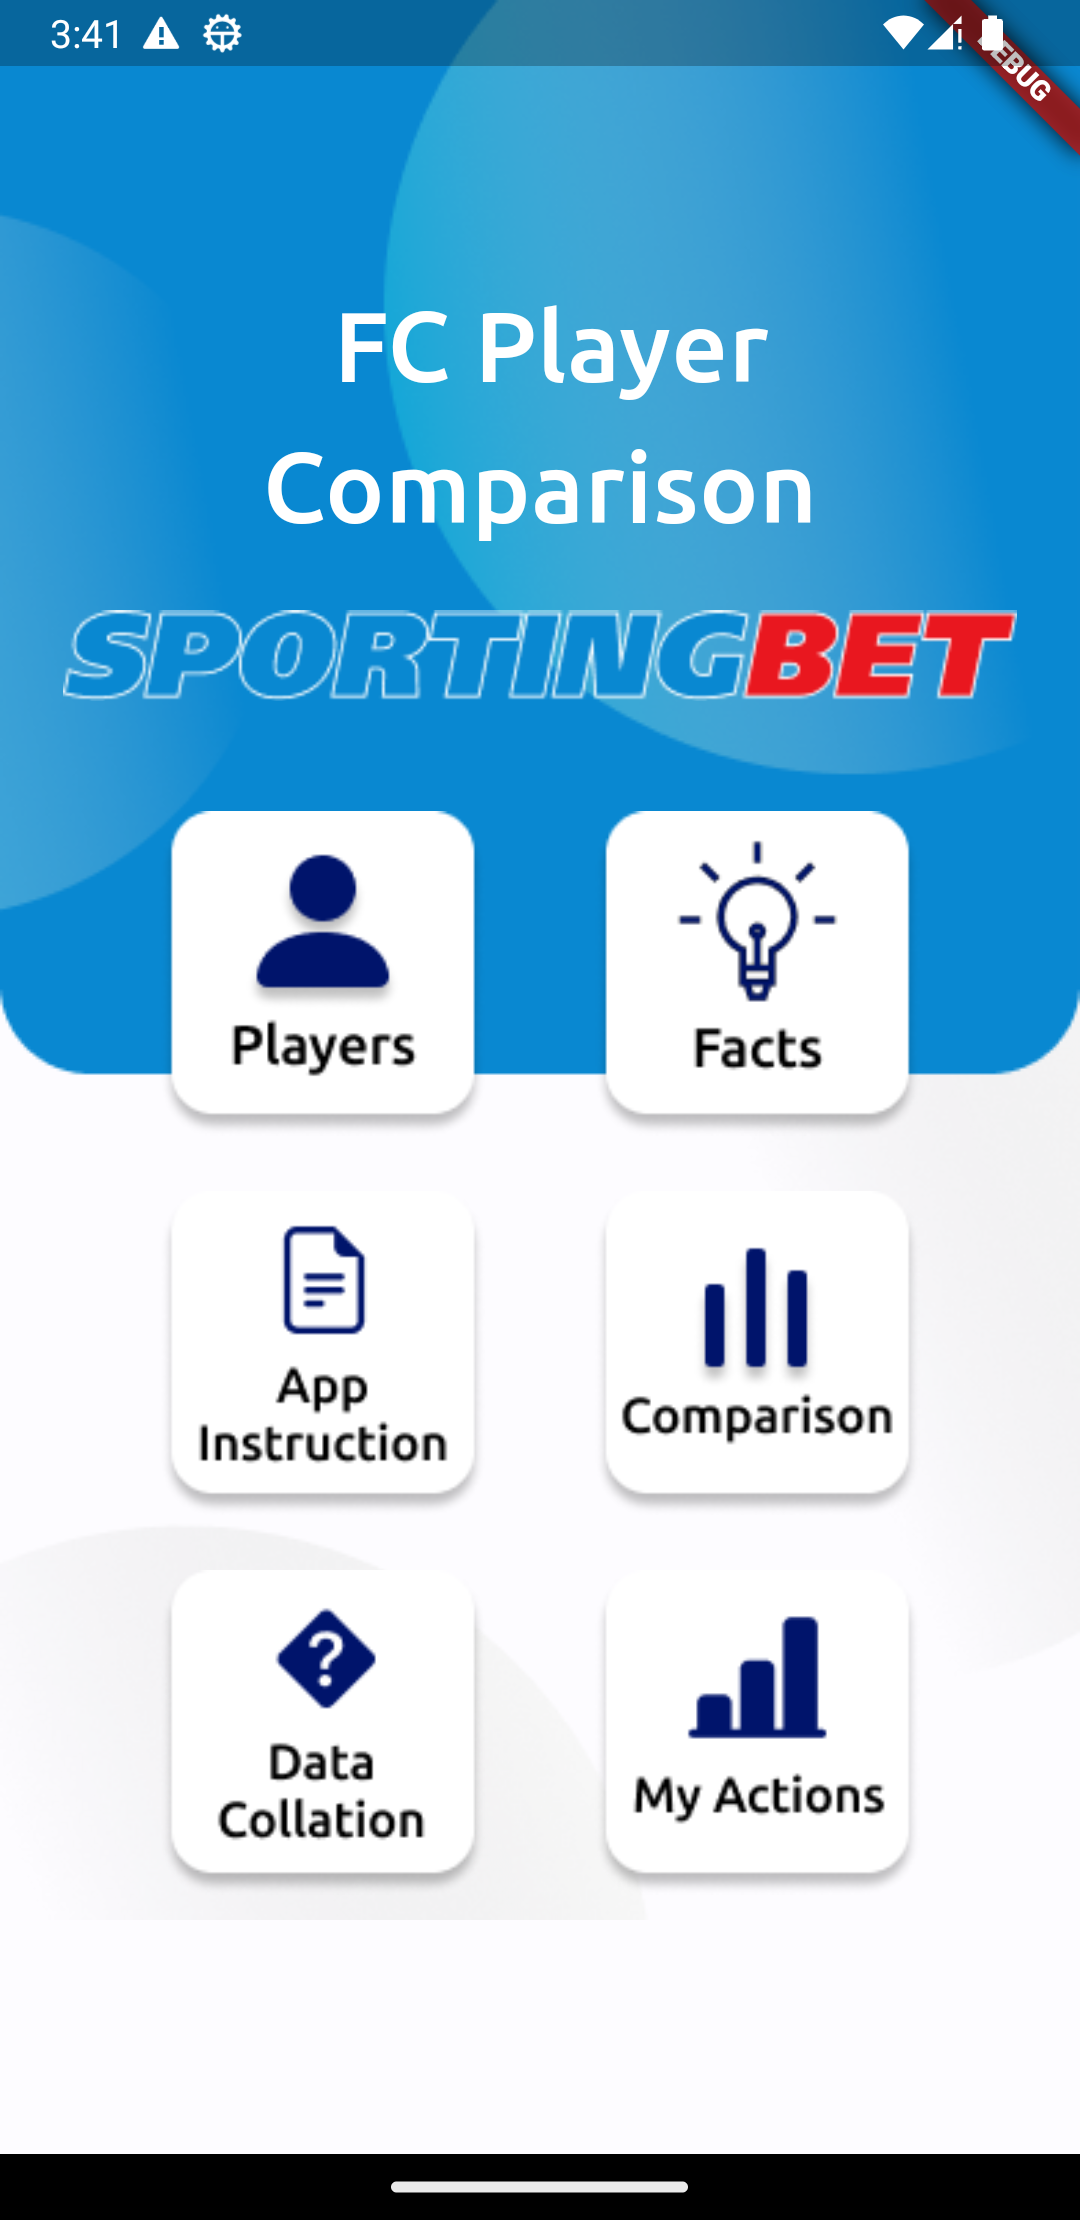 3:41
DEBUG
FC Player
Comparison
SPORTINGBET
Players
Facts
App
Instruction
Comparison
Data
Collation
My Actions